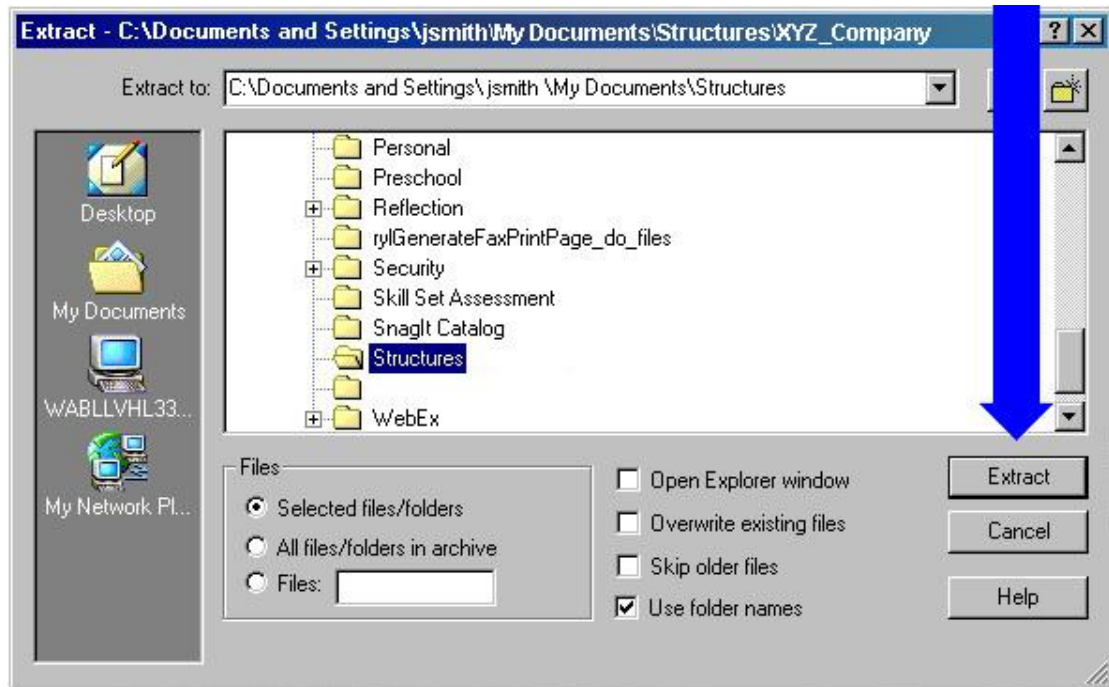 Extract - C:\Documents and Settings\jsmith\My Documents\Structures\XYZ_Company
Extract to: C:\Documents and Settings\jsmith \My Documents\Structures
Desktop
My Documents
WABLLVHL33...
My Network Pl...
Personal
Preschool
Reflection
rylGenerateFaxPrintPage_do_files
Security
Skill Set Assessment
SnagIt Catalog
Structures
WebEx
Files
Selected files/folders
All files/folders in archive
Files:
Open Explorer window
Overwrite existing files
Skip older files
Use folder names
Extract
Cancel
Help